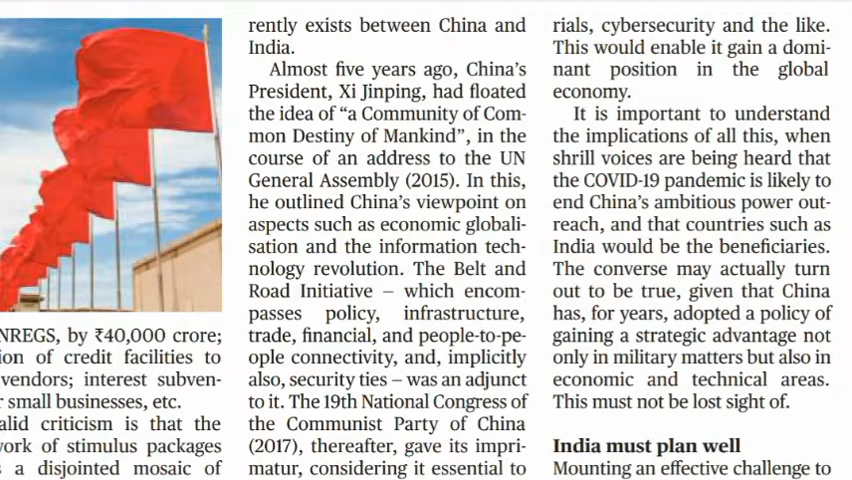 NREGS, by ₹40,000 crore;
ion of credit facilities to
vendors; interest subven-
r small businesses, etc.
alid criticism is that the
work of stimulus packages
s a disjointed mosaic of
rently exists between China and
India.
Almost five years ago, China's
President, Xi Jinping, had floated
the idea of “a Community of Com-
mon Destiny of Mankind”, in the
course of an address to the UN
General Assembly (2015). In this,
he outlined China's viewpoint on
aspects such as economic globali-
sation and the information tech-
nology revolution. The Belt and
Road Initiative – which encom-
passes policy, infrastructure,
trade, financial, and people-to-pe-
ople connectivity, and, implicitly
also, security ties – was an adjunct
to it. The 19th National Congress of
the Communist Party of China
(2017), thereafter, gave its impri-
matur, considering it essential to
rials, cybersecurity and the like.
This would enable it gain a domi-
nant position in the global
economy.
It is important to understand
the implications of all this, when
shrill voices are being heard that
the COVID-19 pandemic is likely to
end China's ambitious power out-
reach, and that countries such as
India would be the beneficiaries.
The converse may actually turn
out to be true, given that China
has, for years, adopted a policy of
gaining a strategic advantage not
only in military matters but also in
economic and technical areas.
This must not be lost sight of.
India must plan well
Mounting an effective challenge to